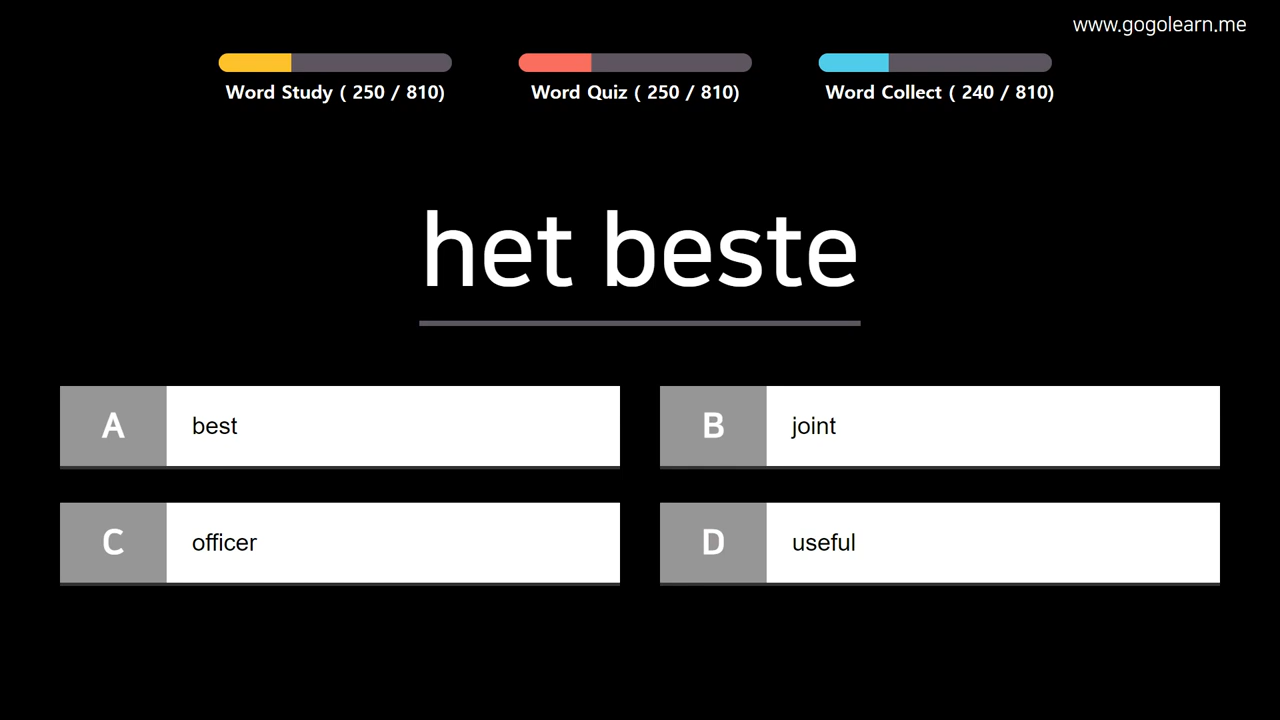 www.gogolearn.me
Word Study ( 250 / 810)
Word Quiz ( 250 / 810)
Word Collect ( 240 / 810)
het beste
A best
B joint
C officer
D useful